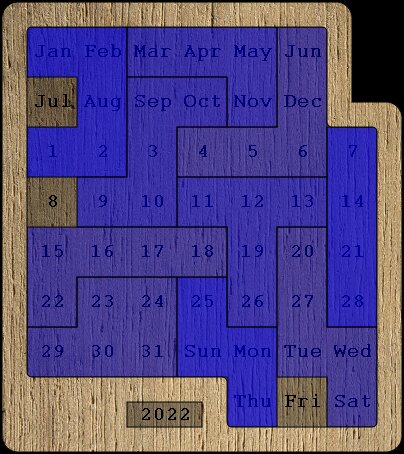 Jan Feb Mar Apr May Jun
Jul Aug Sep Oct Nov Dec
1 2 3 4 5 6 7
8 9 10 11 12 13 14
15 16 17 18 19 20 21
22 23 24 25 26 27 28
29 30 31 Sun Mon Tue Wed
Thu Fri Sat
2022